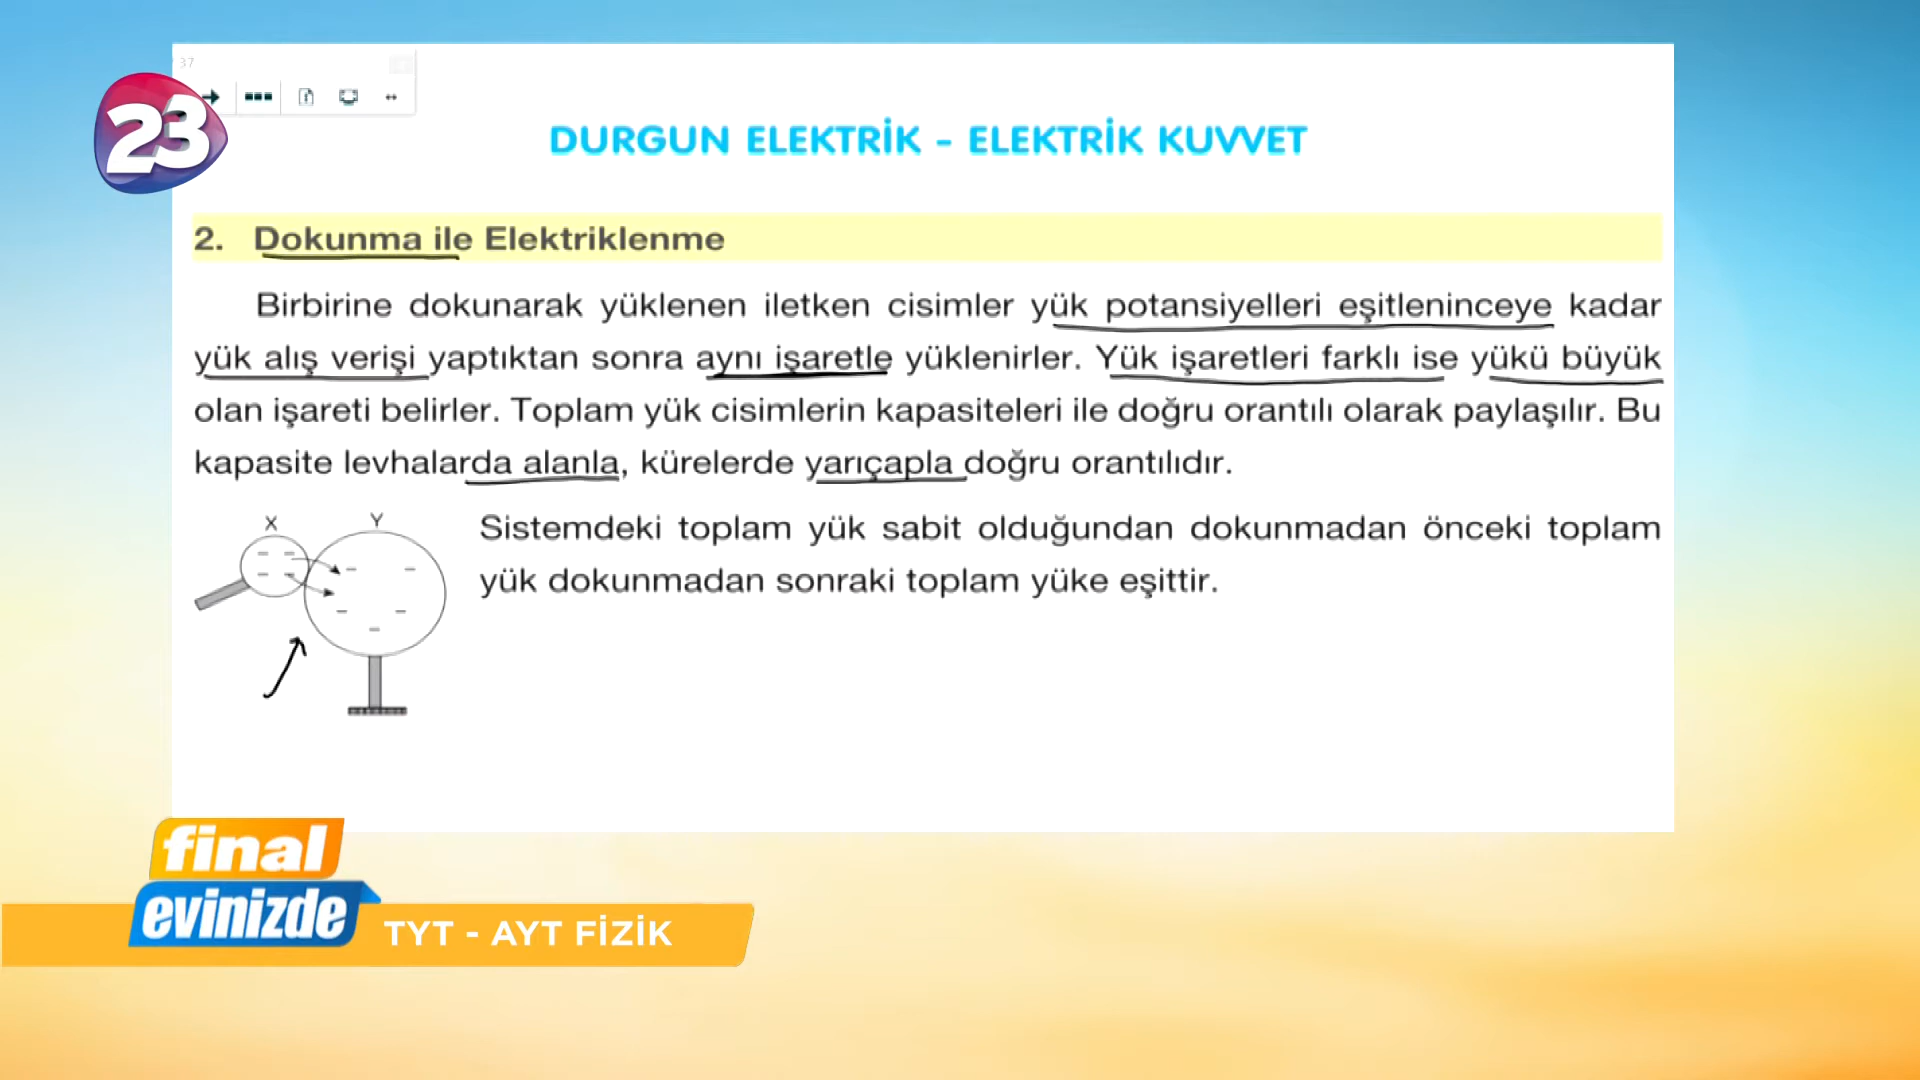 37
23
DURGUN ELEKTRİK - ELEKTRİK KUVVET
2. Dokunma ile Elektriklenme
Birbirine dokunarak yüklenen iletken cisimler yük potansiyelleri eşitleninceye kadar
yük alış verişi yaptıktan sonra aynı işaretle yüklenirler. Yük işaretleri farklı ise yükü büyük
olan işareti belirler. Toplam yük cisimlerin kapasiteleri ile doğru orantılı olarak paylaşılır. Bu
kapasite levhalarda alanla, kürelerde yarıçapla doğru orantılıdır.
X
Y
Sistemdeki toplam yük sabit olduğundan dokunmadan önceki toplam
yük dokunmadan sonraki toplam yüke eşittir.
final
evinizde
TYT - AYT FİZİK